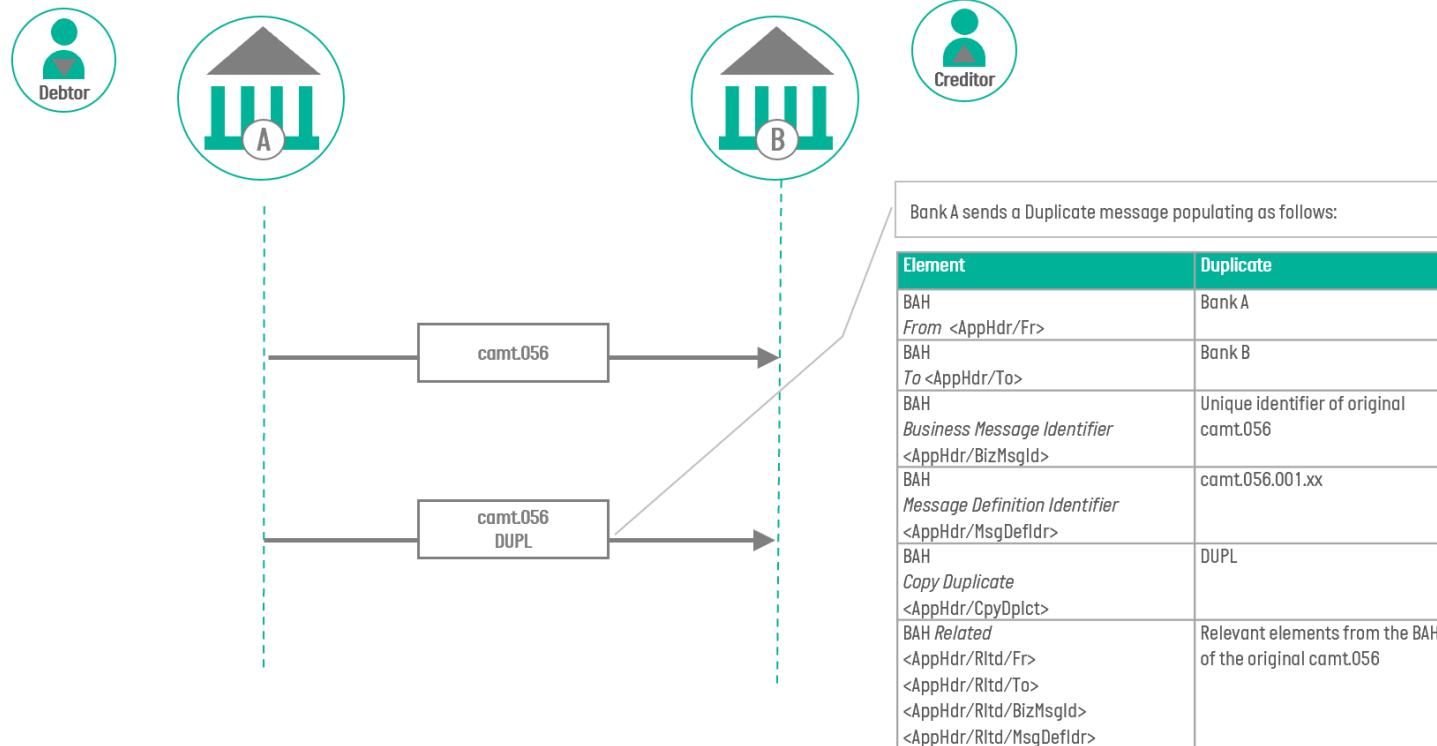 Debtor
A
B
Creditor
Bank A sends a Duplicate message populating as follows:
camt.056
camt.056
DUPL
Element
Duplicate
BAH
From <AppHdr/Fr>
Bank A
BAH
To <AppHdr/To>
Bank B
BAH
Business Message Identifier
<AppHdr/BizMsgId>
Unique identifier of original
camt.056
BAH
Message Definition Identifier
<AppHdr/MsgDefIdr>
camt.056.001.xx
BAH
Copy Duplicate
<AppHdr/CpyDplct>
DUPL
BAH Related
<AppHdr/Rltd/Fr>
<AppHdr/Rltd/To>
<AppHdr/Rltd/BizMsgId>
<AppHdr/Rltd/MsgDefIdr>
Relevant elements from the BAH
of the original camt.056